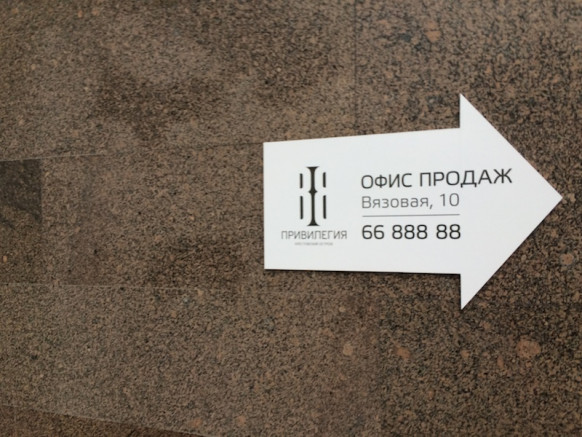 ОФИС ПРОДАЖ
Вязовая, 10
66 888 88
ПРИВИЛЕГИЯ